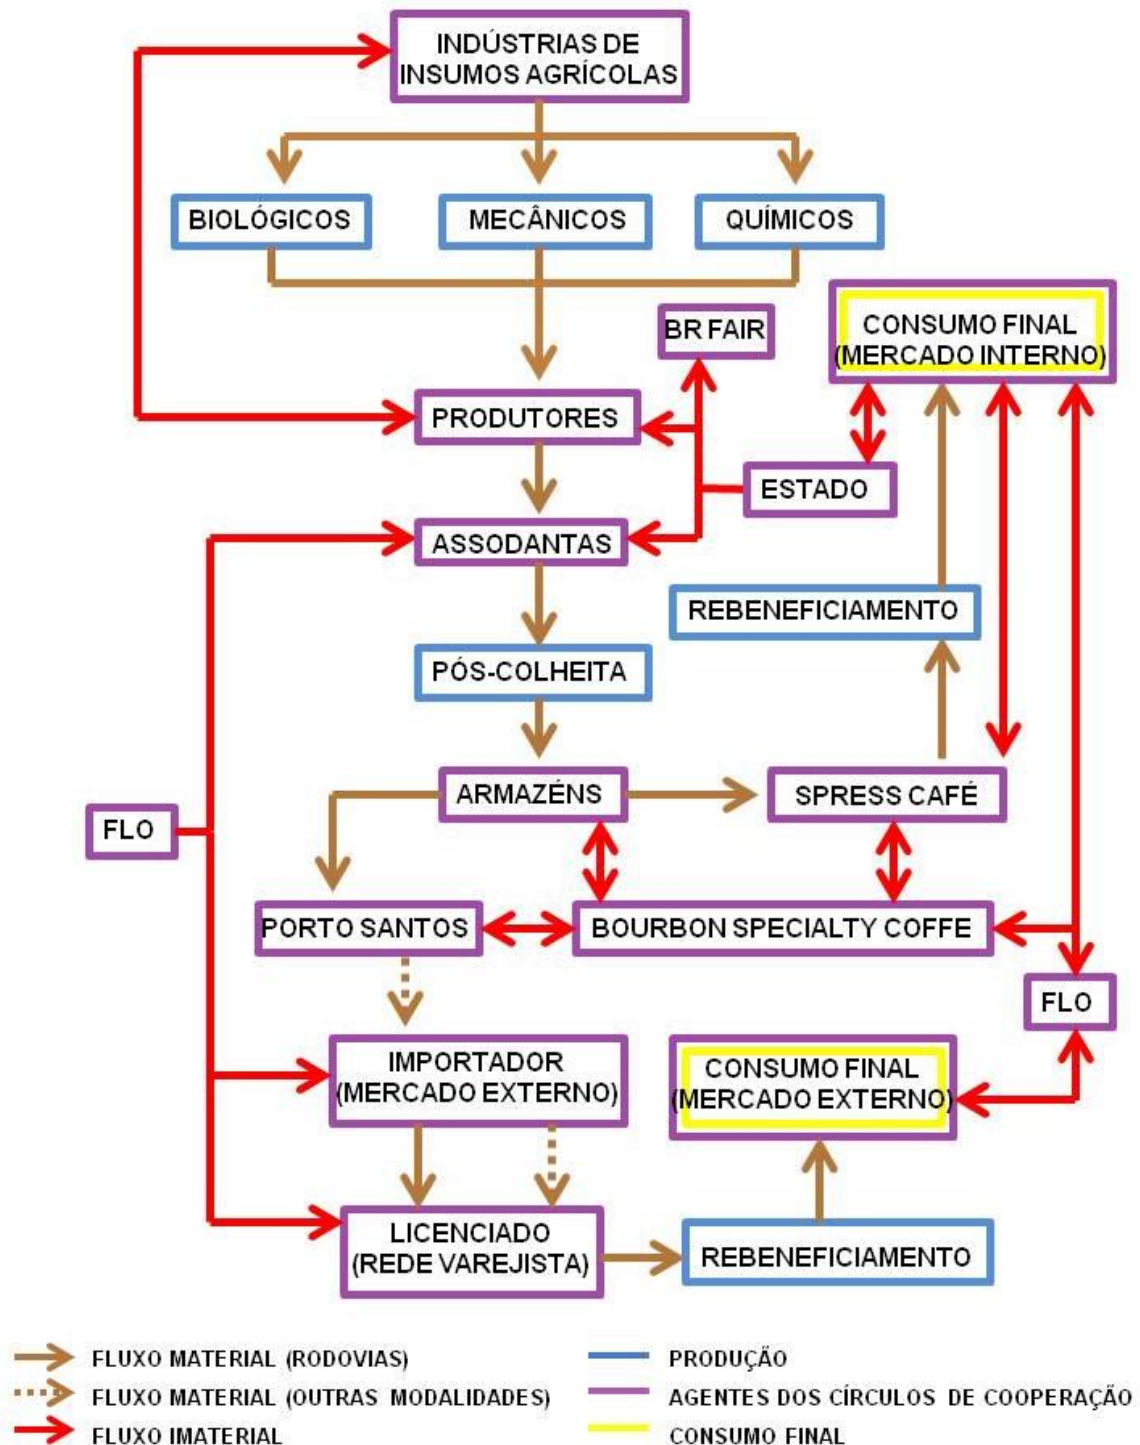 INDÚSTRIAS DE
INSUMOS AGRÍCOLAS
BIOLÓGICOS
MECÂNICOS
QUÍMICOS
BR FAIR
CONSUMO FINAL
(MERCADO INTERNO)
PRODUTORES
ESTADO
ASSODANTAS
REBENEFICIAMENTO
PÓS-COLHEITA
ARMAZÉNS
SPRESS CAFÉ
FLO
PORTO SANTOS
BOURBON SPECIALTY COFFE
FLO
IMPORTADOR
(MERCADO EXTERNO)
CONSUMO FINAL
(MERCADO EXTERNO)
LICENCIADO
(REDE VAREJISTA)
REBENEFICIAMENTO
FLUXO MATERIAL (RODOVIAS)
FLUXO MATERIAL (OUTRAS MODALIDADES)
FLUXO IMATERIAL
PRODUÇÃO
AGENTES DOS CÍRCULOS DE COOPERAÇÃO
CONSUMO FINAL